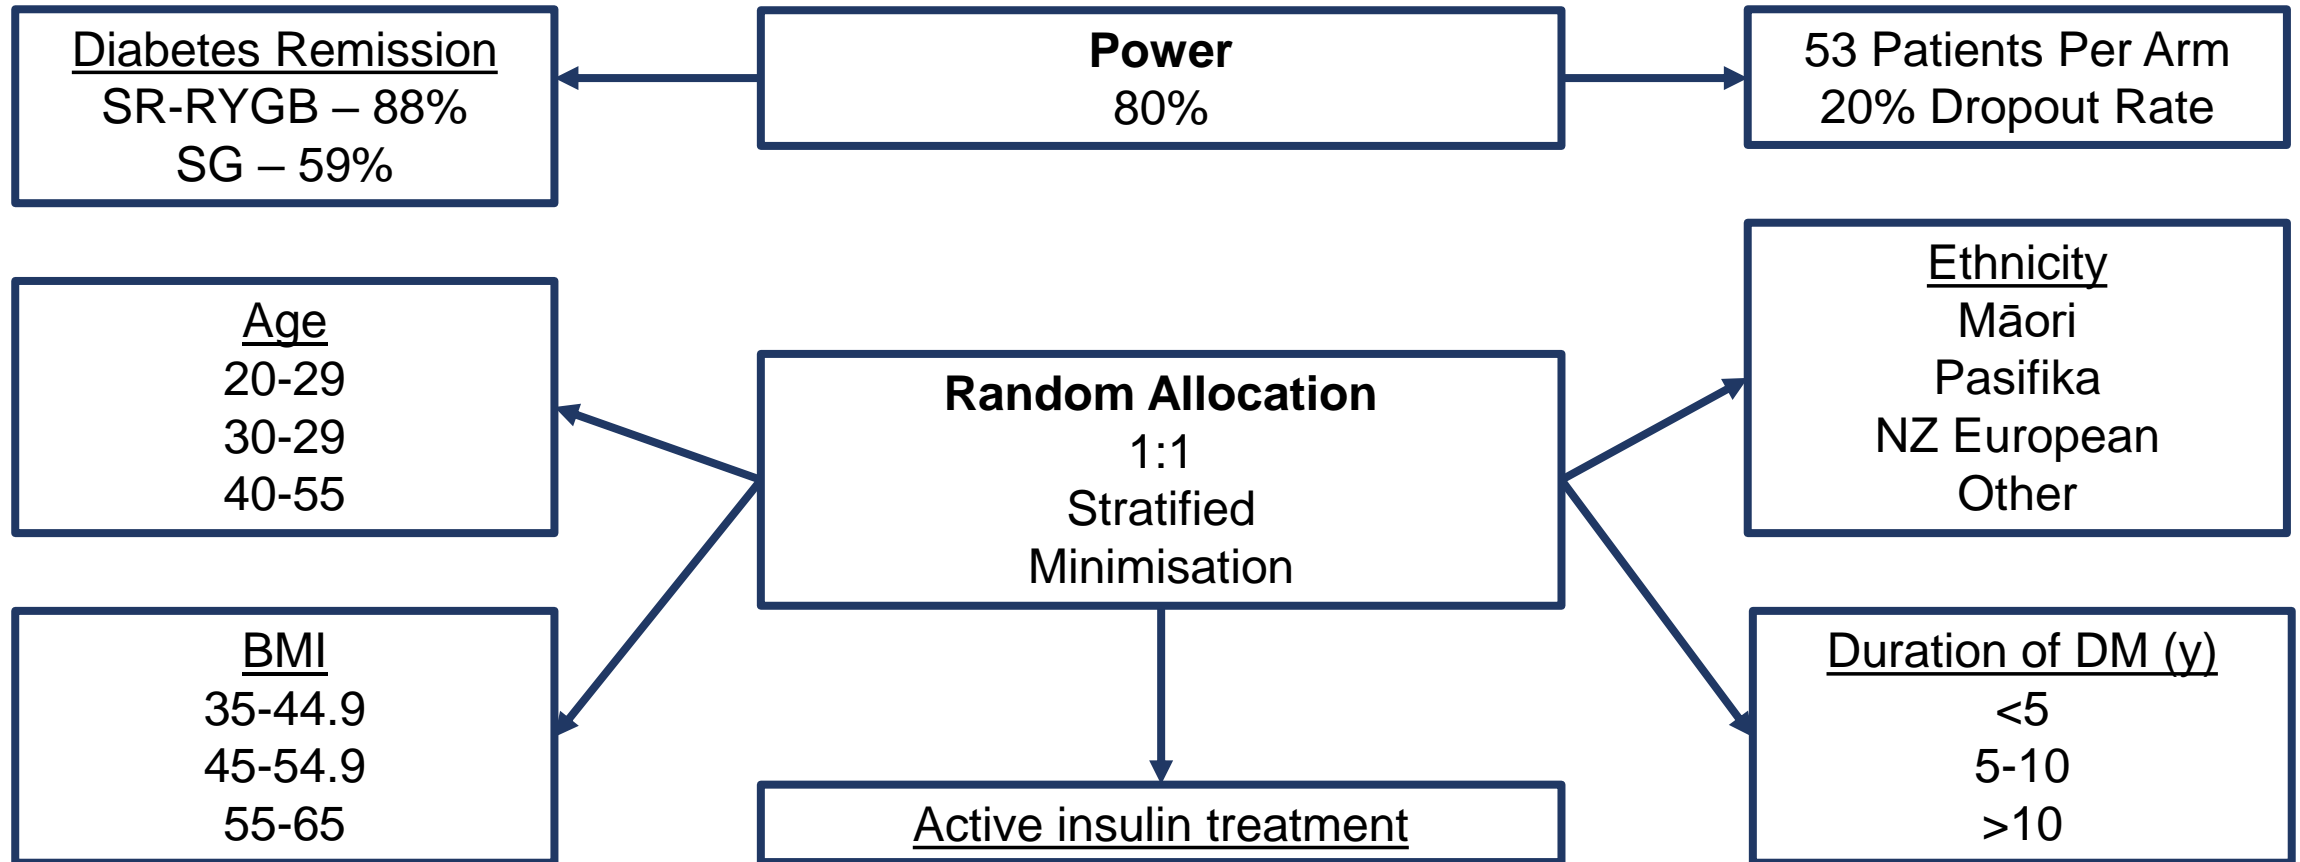 Diabetes Remission
SR-RYGB – 88%
SG – 59%
Power
80%
53 Patients Per Arm
20% Dropout Rate
Age
20-29
30-29
40-55
Random Allocation
1:1
Stratified
Minimisation
Ethnicity
Māori
Pasifika
NZ European
Other
BMI
35-44.9
45-54.9
55-65
Active insulin treatment
Duration of DM (y)
<5
5-10
>10